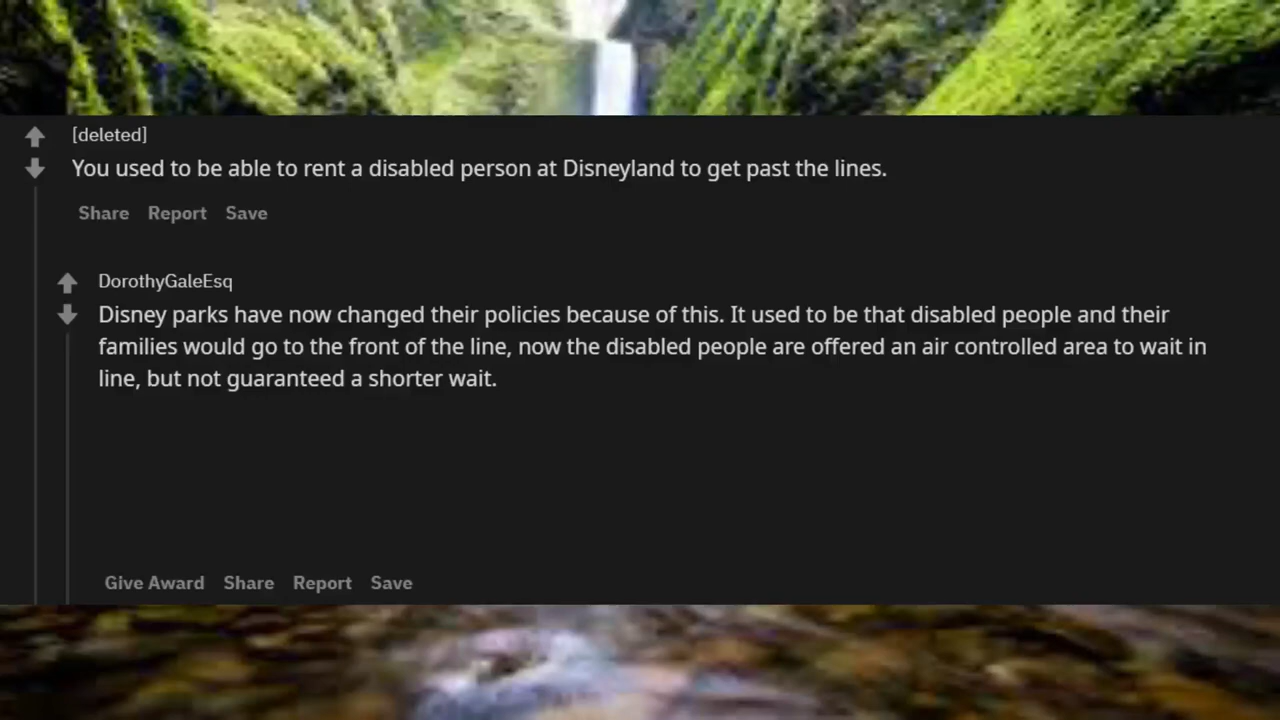 [deleted]
You used to be able to rent a disabled person at Disneyland to get past the lines.
Share Report Save
DorothyGaleEsq
Disney parks have now changed their policies because of this. It used to be that disabled people and their
families would go to the front of the line, now the disabled people are offered an air controlled area to wait in
line, but not guaranteed a shorter wait.
Give Award Share Report Save